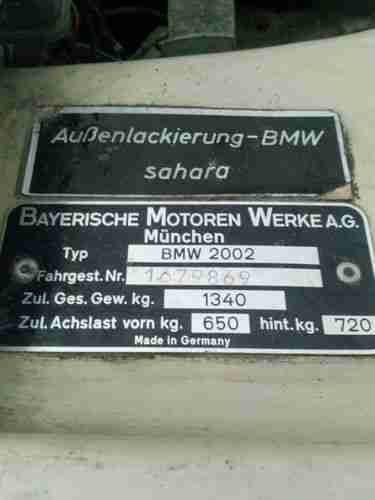 Außenlackierung-BMW
sahara
BAYERISCHE MOTOREN WERKE A.G.
München
Typ BMW 2002
Fahrgest. Nr. 1679869
Zul. Ges. Gew. kg. 1340
Zul. Achslast vorn kg. 650 hint. kg. 720
Made in Germany